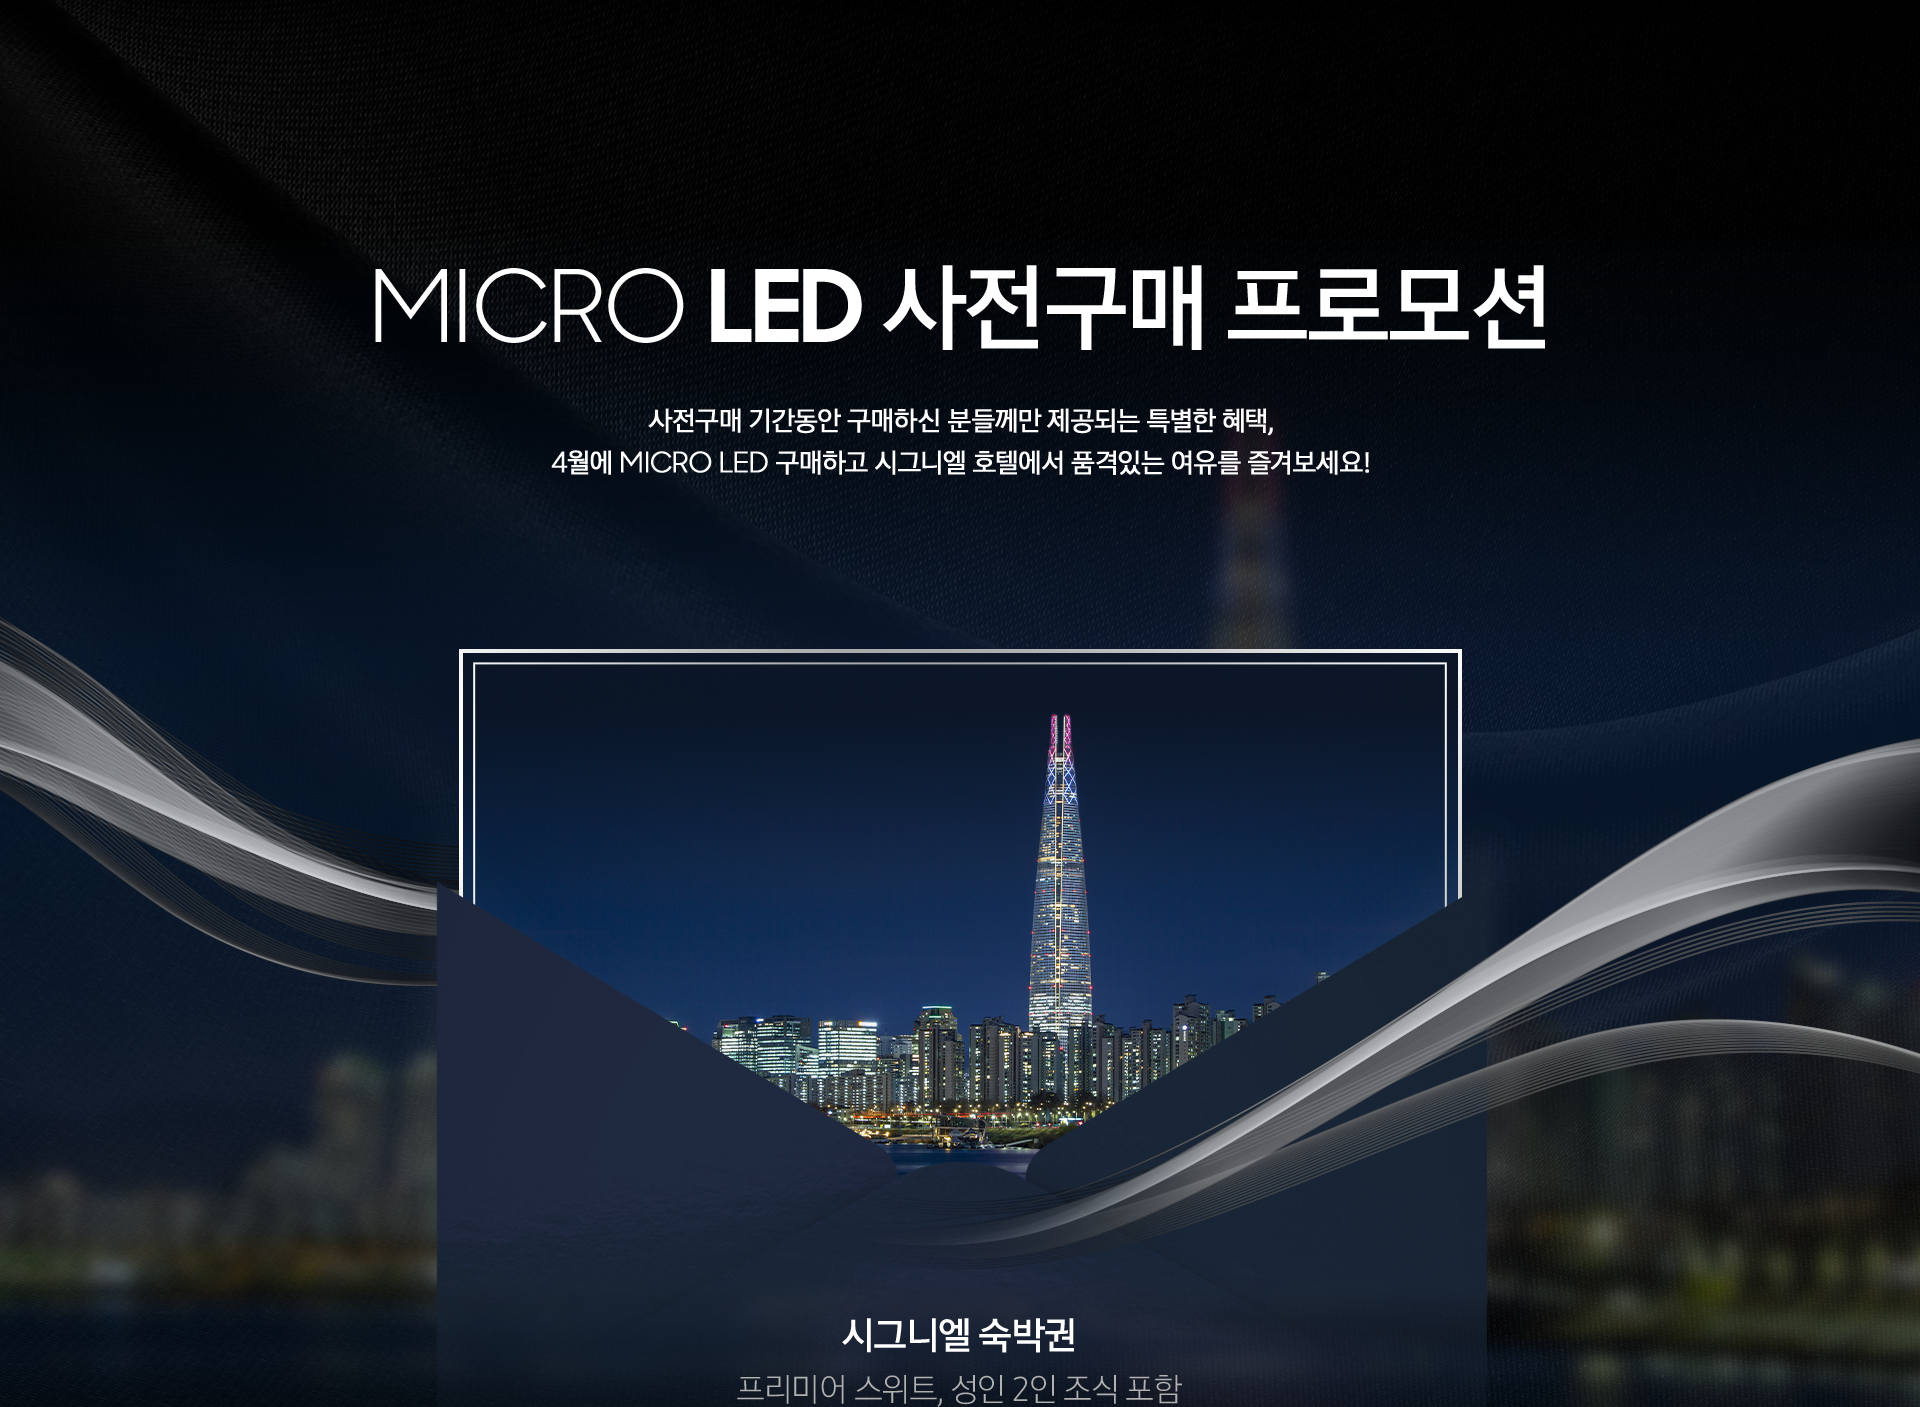 MICRO LED 사전구매 프로모션
사전구매 기간동안 구매하신 분들께만 제공되는 특별한 혜택,
4월에 MICRO LED 구매하고 시그니엘 호텔에서 품격있는 여유를 즐겨보세요!
시그니엘 숙박권
프리미어 스위트, 성인 2인 조식 포함